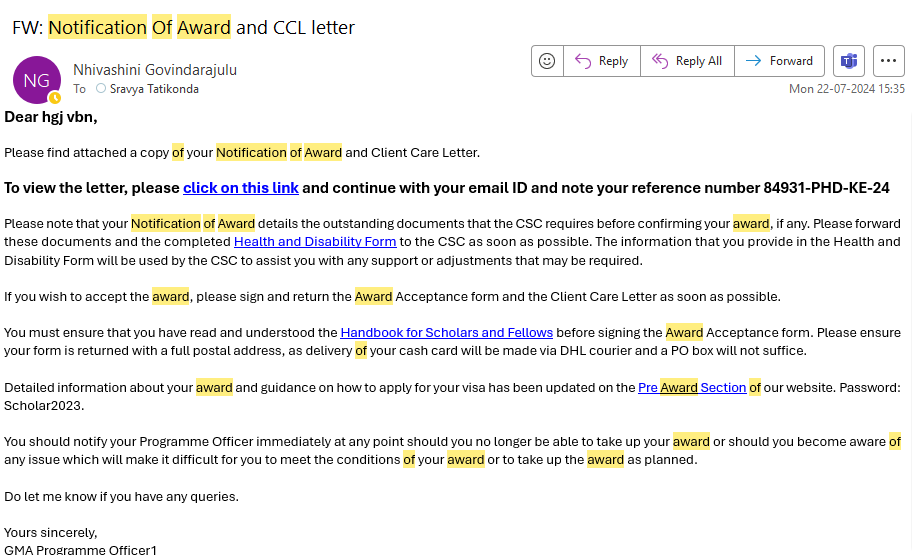 FW: Notification Of Award and CCL letter
NG
Nhivashini Govindarajulu
To Sravya Tatikonda
Reply
Reply All
Forward
Mon 22-07-2024 15:35
Dear hgj vbn,
Please find attached a copy of your Notification of Award and Client Care Letter.
To view the letter, please click on this link and continue with your email ID and note your reference number 84931-PHD-KE-24
Please note that your Notification of Award details the outstanding documents that the CSC requires before confirming your award, if any. Please forward
these documents and the completed Health and Disability Form to the CSC as soon as possible. The information that you provide in the Health and
Disability Form will be used by the CSC to assist you with any support or adjustments that may be required.
If you wish to accept the award, please sign and return the Award Acceptance form and the Client Care Letter as soon as possible.
You must ensure that you have read and understood the Handbook for Scholars and Fellows before signing the Award Acceptance form. Please ensure
your form is returned with a full postal address, as delivery of your cash card will be made via DHL courier and a PO box will not suffice.
Detailed information about your award and guidance on how to apply for your visa has been updated on the Pre Award Section of our website. Password:
Scholar2023.
You should notify your Programme Officer immediately at any point should you no longer be able to take up your award or should you become aware of
any issue which will make it difficult for you to meet the conditions of your award or to take up the award as planned.
Do let me know if you have any queries.
Yours sincerely,
GMA Programme Officer1